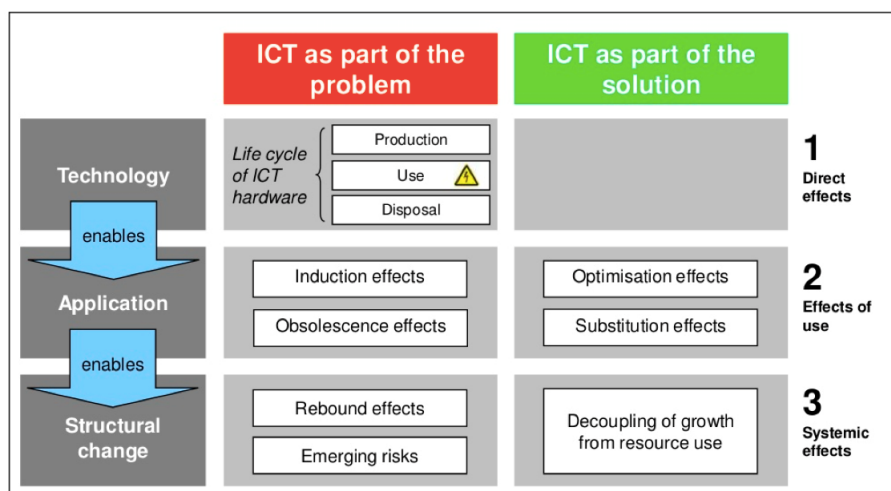 ICT as part of the
problem
ICT as part of the
solution
Technology
Life cycle
of ICT
hardware
Production
Use
Disposal
1
Direct
effects
enables
Application
Induction effects
Obsolescence effects
Optimisation effects
Substitution effects
2
Effects of
use
enables
Structural
change
Rebound effects
Emerging risks
Decoupling of growth
from resource use
3
Systemic
effects